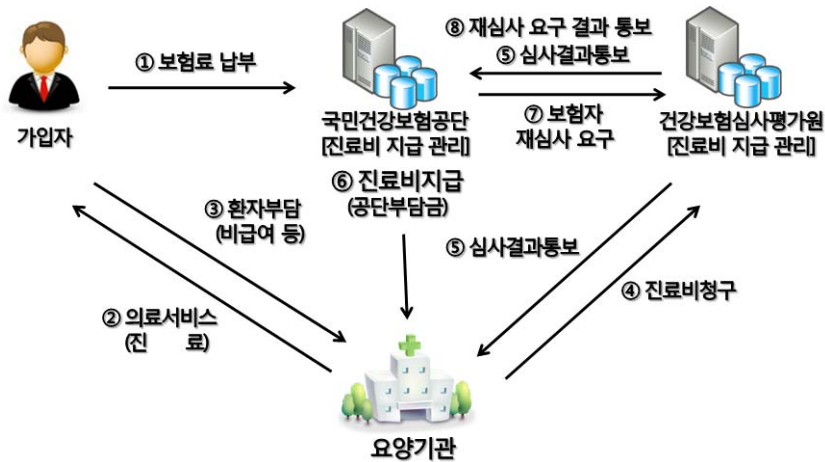 ⑧ 재심사 요구 결과 통보
① 보험료 납부
⑤ 심사결과통보
가입자
국민건강보험공단
[진료비 지급 관리]
⑦ 보험자
재심사 요구
건강보험심사평가원
[진료비 지급 관리]
⑥ 진료비지급
(공단부담금)
③ 환자부담
(비급여 등)
⑤ 심사결과통보
④ 진료비청구
② 의료서비스
(진 료)
요양기관